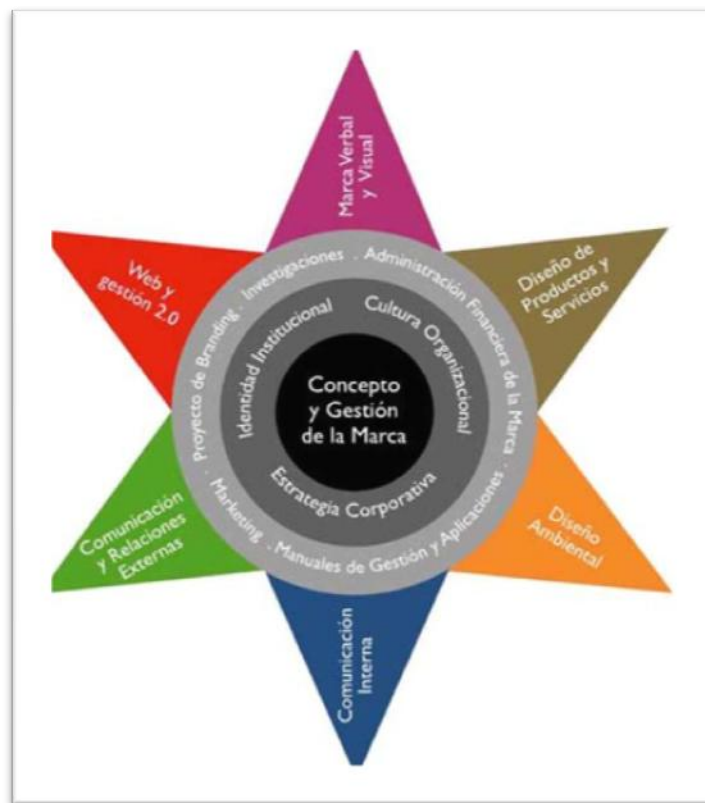 Marca Verbal
y Visual
Diseño de
Productos y
Servicios
Diseño
Ambiental
Comunicación
Interna
Comunicación
y Relaciones
Externas
Web y
gestión 2.0
Proyecto de Branding . Investigaciones . Administración Financiera de la Marca .
Manuales de Gestión y Aplicaciones . Marketing .
Identidad Institucional
Cultura Organizacional
Estrategia Corporativa
Concepto
y Gestión
de la Marca